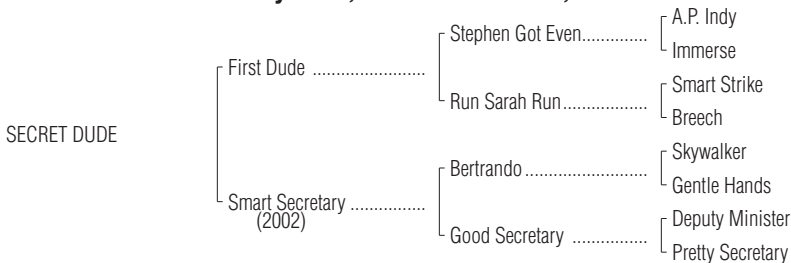 A.P. Indy
Stephen Got Even..............
Immerse
First Dude ........................
Smart Strike
Run Sarah Run..................
Breech
SECRET DUDE
Skywalker
Bertrando ..........................
Gentle Hands
Smart Secretary ................
(2002)
Deputy Minister
Good Secretary ................
Pretty Secretary